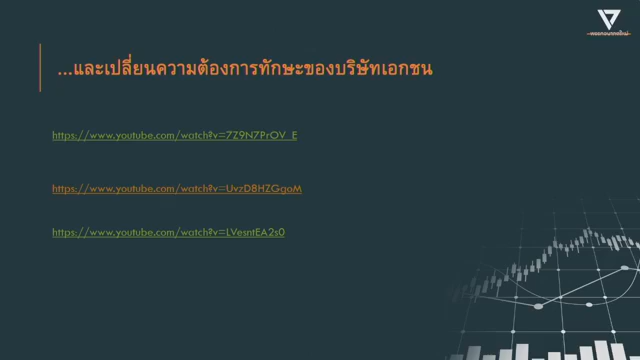 ...และเปลี่ยนความต้องการทักษะของบริษัทเอกชน
https://www.youtube.com/watch?v=7Z9N7PrOV_E
https://www.youtube.com/watch?v=UvzD8HZGgoM
https://www.youtube.com/watch?v=LVesntEA2s0